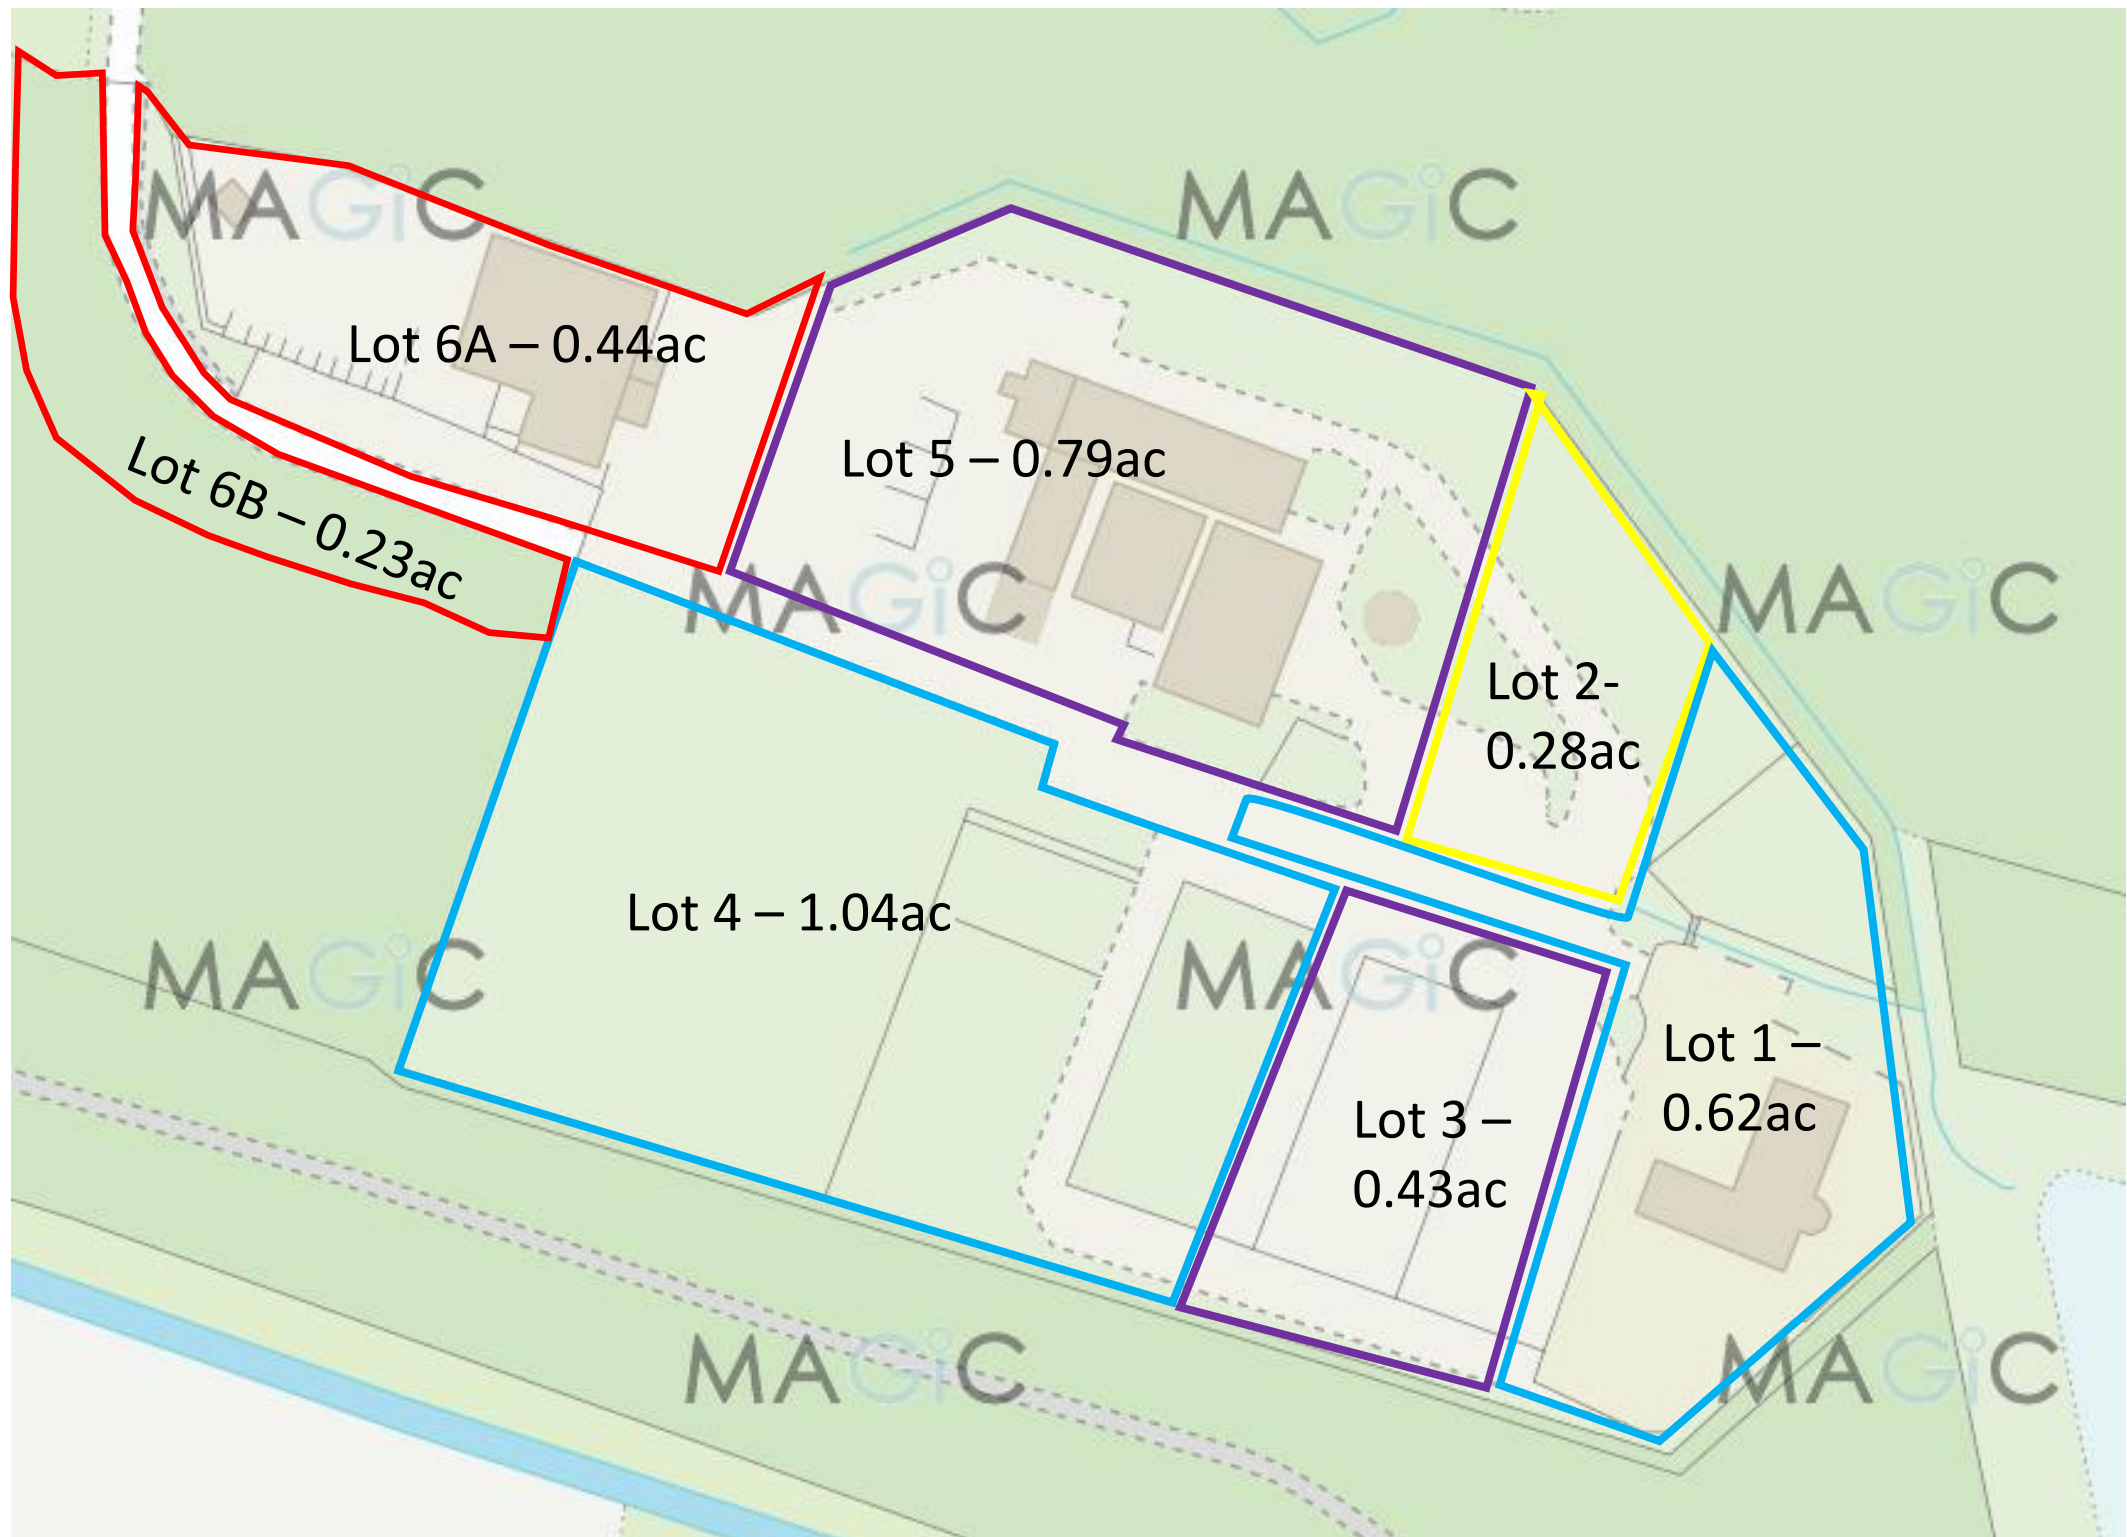 MAGiC
MAGiC
Lot 6A – 0.44ac
Lot 5 – 0.79ac
Lot 6B – 0.23ac
MAGiC
MAGiC
Lot 2-
0.28ac
Lot 4 – 1.04ac
MAGiC
MAGiC
Lot 1 –
0.62ac
Lot 3 –
0.43ac
MAGiC
MAGiC